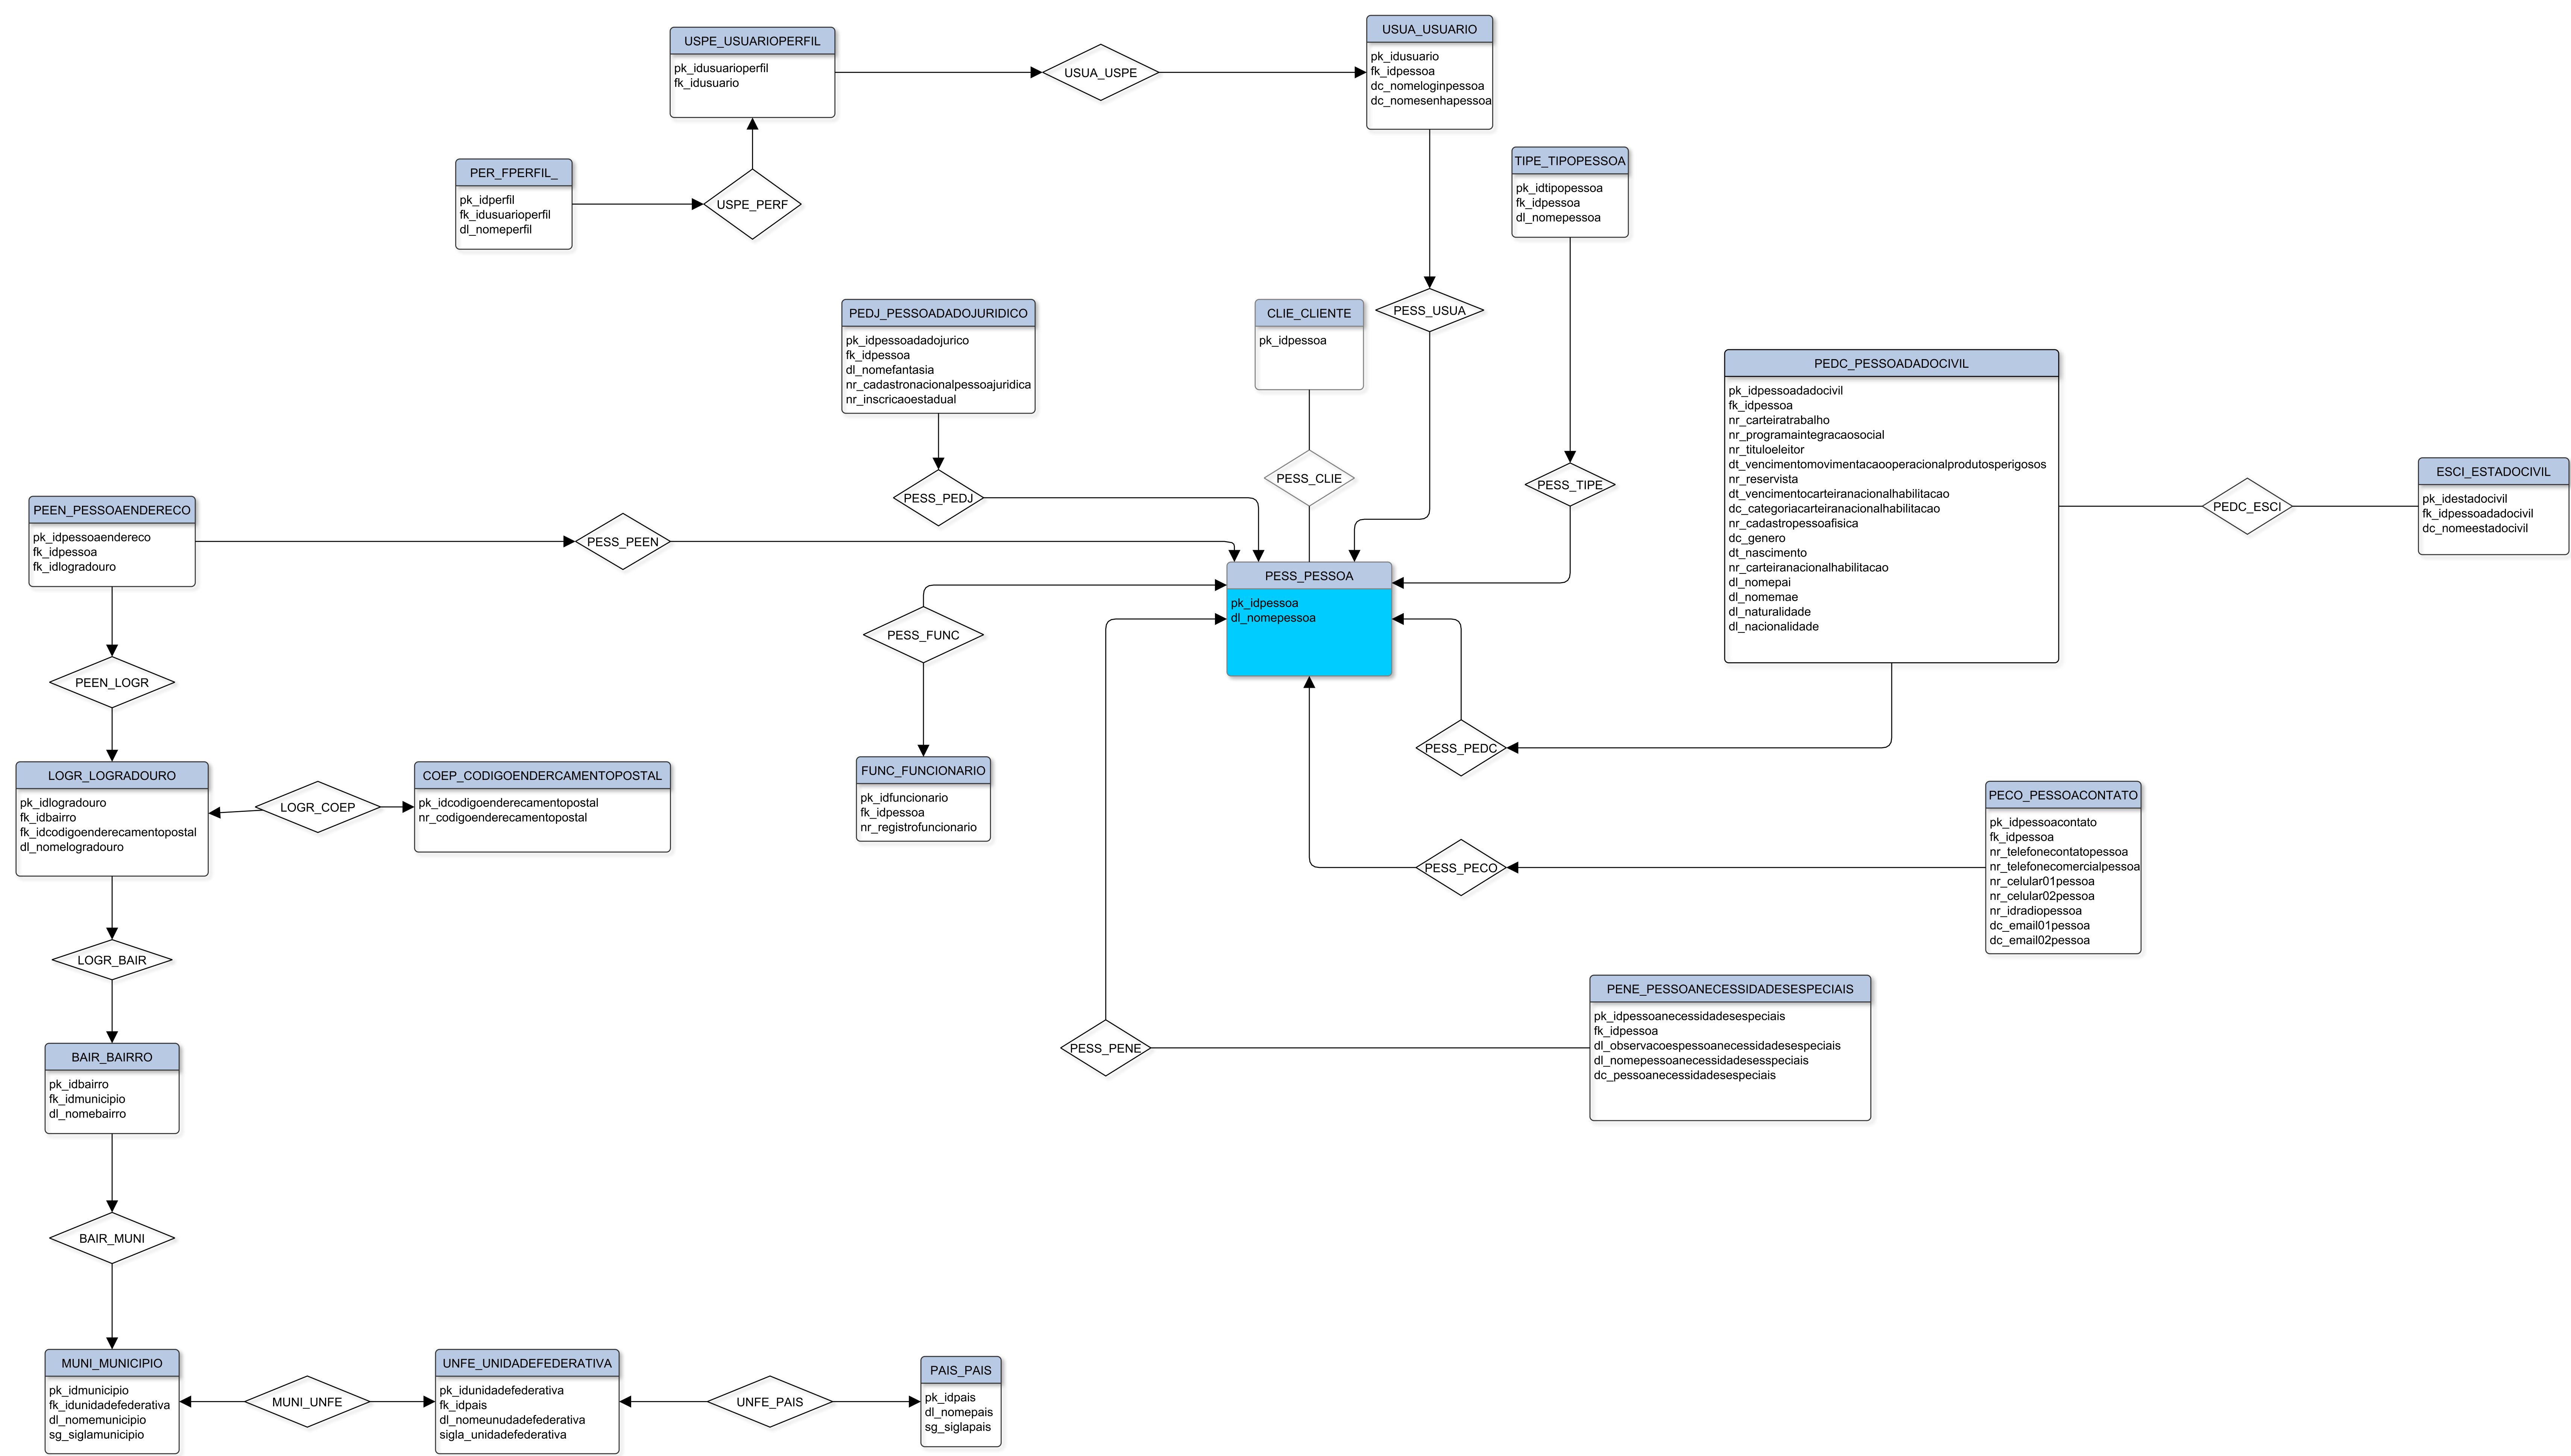 USUA_USUARIO
pk_idusuario
fk_idpessoa
dc_nomeloginpessoa
dc_nomesenhapessoa
USPE_USUARIOPERFIL
pk_idusuarioperfil
fk_idusuario
USUA_USPE
PER_FPERFIL_
pk_idperfil
fk_idusuarioperfil
dl_nomeperfil
USPE_PERF
TIPE_TIPOPESSOA
pk_idtipopessoa
fk_idpessoa
dl_nomepessoa
PEDJ_PESSOADADOJURIDICO
pk_idpessoadadojurico
fk_idpessoa
dl_nomefantasia
nr_cadastronacionalpessoajuridica
nr_inscricaoestadual
CLIE_CLIENTE
pk_idpessoa
PESS_USUA
PEDC_PESSOADADOCIVIL
pk_idpessoadadocivil
fk_idpessoa
nr_carteiratrabalho
nr_programaintegracaosocial
nr_tituloeleitor
dt_vencimentomovimentacaooperacionalprodutosperigosos
nr_reservista
dt_vencimentocarteiranacionalhabilitacao
dc_categoriacarteiranacionalhabilitacao
nr_cadastropessoafisica
dc_genero
dt_nascimento
nr_carteiranacionalhabilitacao
dl_nomepai
dl_nomemae
dl_naturalidade
dl_nacionalidade
PESS_PEDJ
PESS_CLIE
PESS_TIPE
PEDC_ESCI
ESCI_ESTADOCIVIL
pk_idestadocivil
fk_idpessoadadocivil
dc_nomeestadocivil
PEEN_PESSOAENDERECO
pk_idpessoaendereco
fk_idpessoa
fk_idlogradouro
PESS_PEEN
PESS_PESSOA
pk_idpessoa
dl_nomepessoa
PESS_FUNC
PEEN_LOGR
PESS_PEDC
LOGR_LOGRADOURO
pk_idlogradouro
fk_idbairro
fk_idcodigoenderecamentopostal
dl_nomelogradouro
LOGR_COEP
COEP_CODIGOENDERCAMENTOPOSTAL
pk_idcodigoenderecamentopostal
nr_codigoenderecamentopostal
FUNC_FUNCIONARIO
pk_idfuncionario
fk_idpessoa
nr_registrofuncionario
PESS_PECO
PECO_PESSOACONTATO
pk_idpessoacontato
fk_idpessoa
nr_telefonecontatopessoa
nr_telefonecomercialpessoa
nr_celular01pessoa
nr_celular02pessoa
nr_idradiopessoa
dc_email01pessoa
dc_email02pessoa
LOGR_BAIR
PESS_PENE
PENE_PESSOANECESSIDADESESPECIAIS
pk_idpessoanecessidadesespeciais
fk_idpessoa
dl_observacoespessoanecessidadesespeciais
dl_nomepessoanecessidadesesspeciais
dc_pessoanecessidadesespeciais
BAIR_BAIRRO
pk_idbairro
fk_idmunicipio
dl_nomebairro
BAIR_MUNI
MUNI_MUNICIPIO
pk_idmunicipio
fk_idunidadefederativa
dl_nomemunicipio
sg_siglamunicipio
MUNI_UNFE
UNFE_UNIDADEFEDERATIVA
pk_idunidadefederativa
fk_idpais
dl_nomeunudadefederativa
sigla_unidadefederativa
UNFE_PAIS
PAIS_PAIS
pk_idpais
dl_nomepais
sg_siglapais